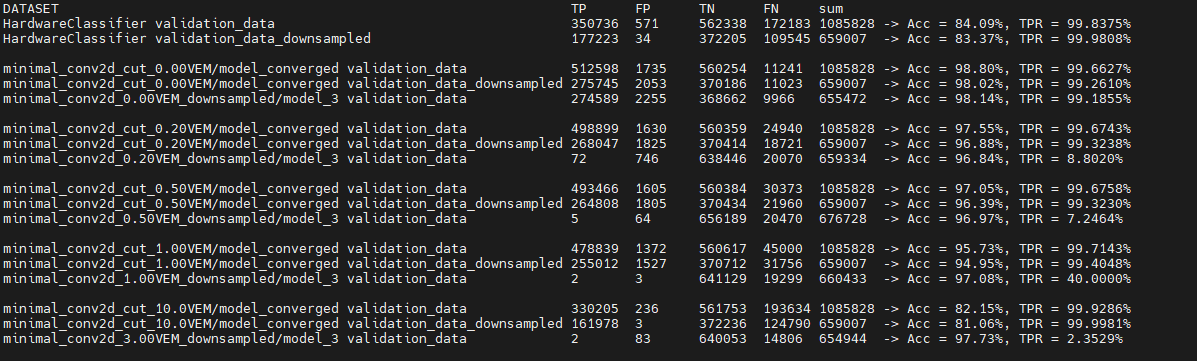 DATASET TP FP TN FN sum
HardwareClassifier validation_data 350736 571 562338 172183 1085828 -> Acc = 84.09%, TPR = 99.8375%
HardwareClassifier validation_data_downsampled 177223 34 372205 109545 659007 -> Acc = 83.37%, TPR = 99.9808%
minimal_conv2d_cut_0.00VEM/model_converged validation_data 512598 1735 560254 11241 1085828 -> Acc = 98.80%, TPR = 99.6627%
minimal_conv2d_cut_0.00VEM/model_converged validation_data_downsampled 275745 2053 370186 11023 659007 -> Acc = 98.02%, TPR = 99.2610%
minimal_conv2d_0.00VEM_downsampled/model_3 validation_data 274589 2255 368662 9966 655472 -> Acc = 98.14%, TPR = 99.1855%
minimal_conv2d_cut_0.20VEM/model_converged validation_data 498899 1630 560359 24940 1085828 -> Acc = 97.55%, TPR = 99.6743%
minimal_conv2d_cut_0.20VEM/model_converged validation_data_downsampled 268047 1825 370414 18721 659007 -> Acc = 96.88%, TPR = 99.3238%
minimal_conv2d_0.20VEM_downsampled/model_3 validation_data 72 746 638446 20070 659334 -> Acc = 96.84%, TPR = 8.8020%
minimal_conv2d_cut_0.50VEM/model_converged validation_data 493466 1605 560384 30373 1085828 -> Acc = 97.05%, TPR = 99.6758%
minimal_conv2d_cut_0.50VEM/model_converged validation_data_downsampled 264808 1805 370434 21960 659007 -> Acc = 96.39%, TPR = 99.3230%
minimal_conv2d_0.50VEM_downsampled/model_3 validation_data 5 64 656189 20470 676728 -> Acc = 96.97%, TPR = 7.2464%
minimal_conv2d_cut_1.00VEM/model_converged validation_data 478839 1372 560617 45000 1085828 -> Acc = 95.73%, TPR = 99.7143%
minimal_conv2d_cut_1.00VEM/model_converged validation_data_downsampled 255012 1527 370712 31756 659007 -> Acc = 94.95%, TPR = 99.4048%
minimal_conv2d_1.00VEM_downsampled/model_3 validation_data 2 3 641129 19299 660433 -> Acc = 97.08%, TPR = 40.0000%
minimal_conv2d_cut_10.0VEM/model_converged validation_data 330205 236 561753 193634 1085828 -> Acc = 82.15%, TPR = 99.9286%
minimal_conv2d_cut_10.0VEM/model_converged validation_data_downsampled 161978 3 372236 124790 659007 -> Acc = 81.06%, TPR = 99.9981%
minimal_conv2d_3.00VEM_downsampled/model_3 validation_data 2 83 640053 14806 654944 -> Acc = 97.73%, TPR = 2.3529%